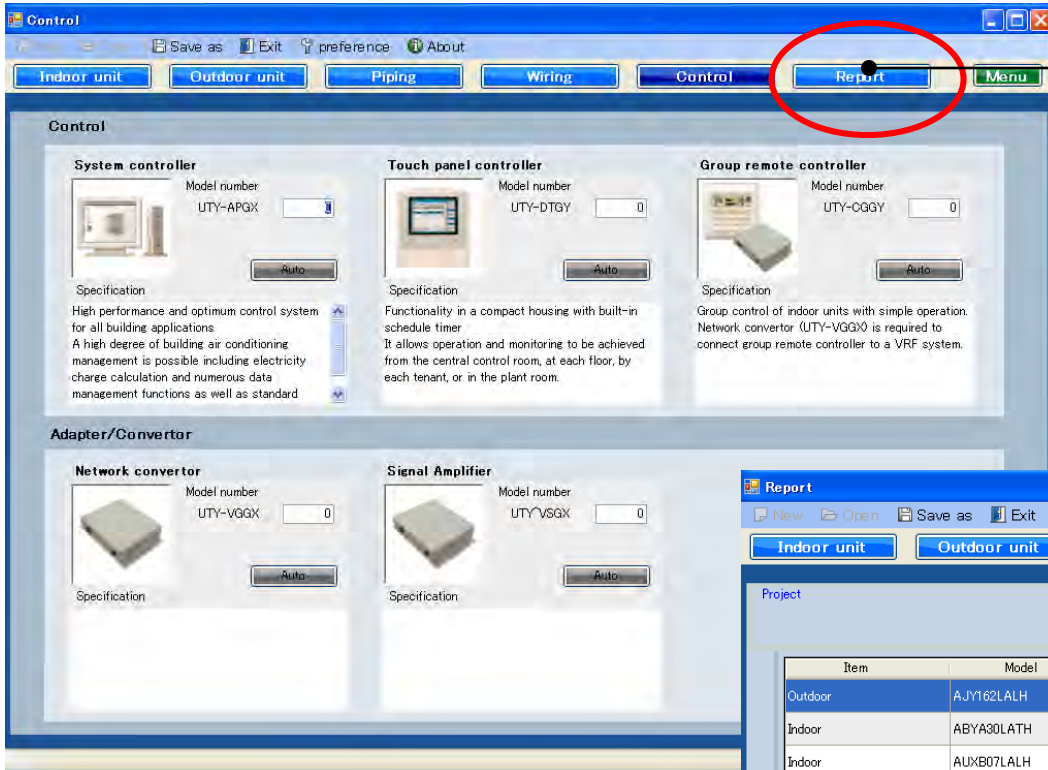 Control
Save as Exit preference About
Indoor unit Outdoor unit Piping Wiring Control Report Menu
Control
System controller
Model number
UTY-APGX
Auto
Specification
High performance and optimum control system
for all building applications
A high degree of building air conditioning
management is possible including electricity
charge calculation and numerous data
management functions as well as standard
Touch panel controller
Model number
UTY-DTGY 0
Auto
Specification
Functionality in a compact housing with built-in
schedule timer
It allows operation and monitoring to be achieved
from the central control room, at each floor, by
each tenant, or in the plant room.
Group remote controller
Model number
UTY-CGGY 0
Auto
Specification
Group control of indoor units with simple operation.
Network convertor (UTY-VGGX) is required to
connect group remote controller to a VRF system.
Adapter/Convertor
Network convertor
Model number
UTY-VGGX 0
Auto
Specification
Signal Amplifier
Model number
UTY^VSGX 0
Auto
Specification
Report
New Open Save as Exit
Indoor unit Outdoor unit
Project
Item Model
Outdoor AJY162LALH
Indoor ABYA30LATH
Indoor AUXB07LALH